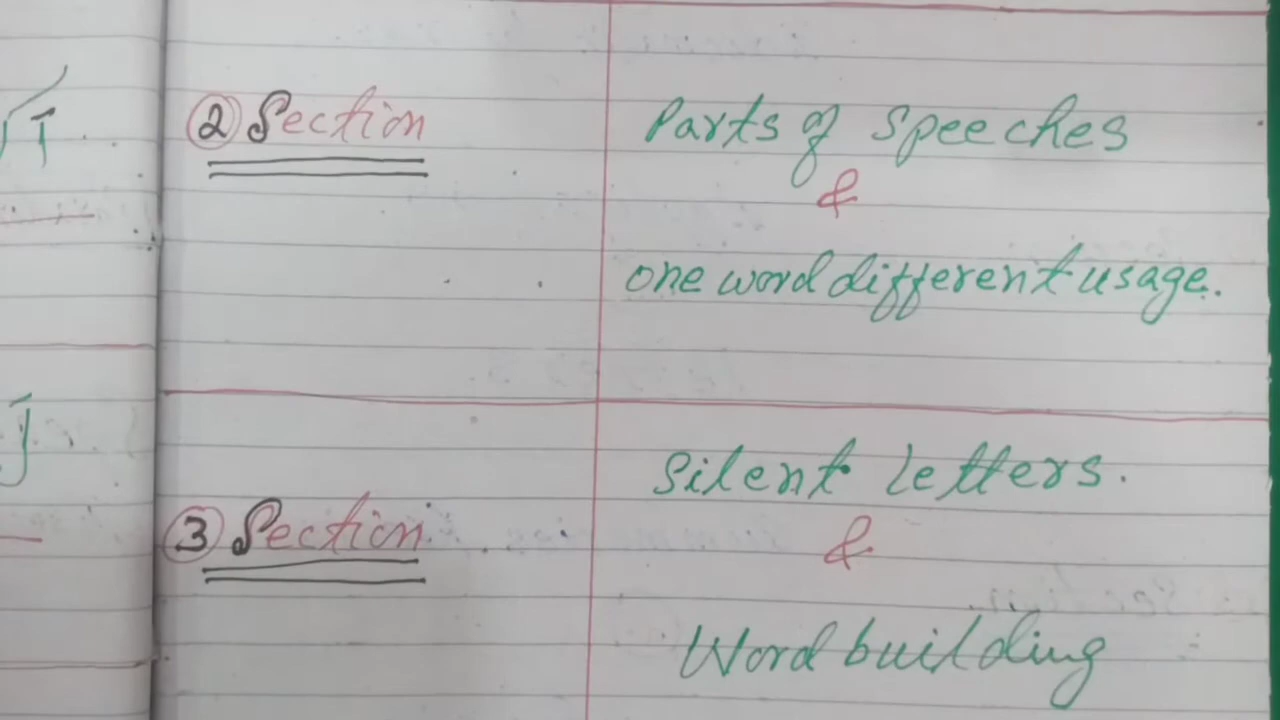 ② Section
Parts of Speeches
&
one word different usage.
③ Section
Silent Letters.
&
Word building